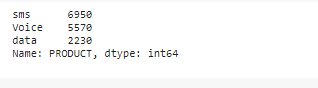 sms      6950
Voice    5570
data     2230
Name: PRODUCT, dtype: int64